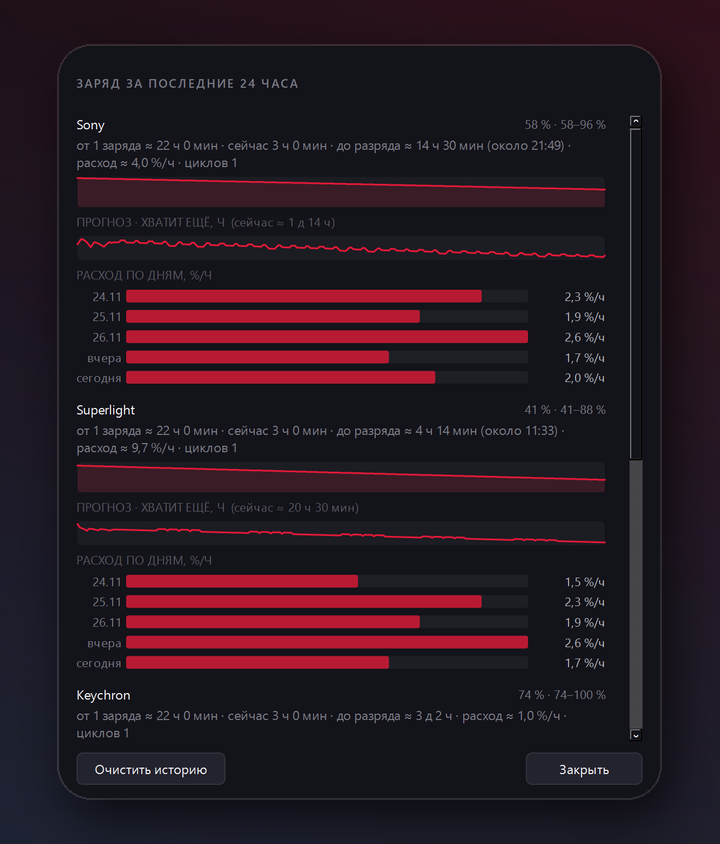 ЗАРЯД ЗА ПОСЛЕДНИЕ 24 ЧАСА
Sony 58 % · 58–96 %
от 1 заряда ≈ 22 ч 0 мин · сейчас 3 ч 0 мин · до разряда ≈ 14 ч 30 мин (около 21:49) ·
расход ≈ 4,0 %/ч · циклов 1
ПРОГНОЗ · ХВАТИТ ЕЩЁ, Ч (сейчас ≈ 1 д 14 ч)
РАСХОД ПО ДНЯМ, %/Ч
24.11 2,3 %/ч
25.11 1,9 %/ч
26.11 2,6 %/ч
вчера 1,7 %/ч
сегодня 2,0 %/ч
Superlight 41 % · 41–88 %
от 1 заряда ≈ 22 ч 0 мин · сейчас 3 ч 0 мин · до разряда ≈ 4 ч 14 мин (около 11:33) ·
расход ≈ 9,7 %/ч · циклов 1
ПРОГНОЗ · ХВАТИТ ЕЩЁ, Ч (сейчас ≈ 20 ч 30 мин)
РАСХОД ПО ДНЯМ, %/Ч
24.11 1,5 %/ч
25.11 2,3 %/ч
26.11 1,9 %/ч
вчера 2,6 %/ч
сегодня 1,7 %/ч
Keychron 74 % · 74–100 %
от 1 заряда ≈ 22 ч 0 мин · сейчас 3 ч 0 мин · до разряда ≈ 3 д 2 ч · расход ≈ 1,0 %/ч ·
циклов 1
Очистить историю Закрыть